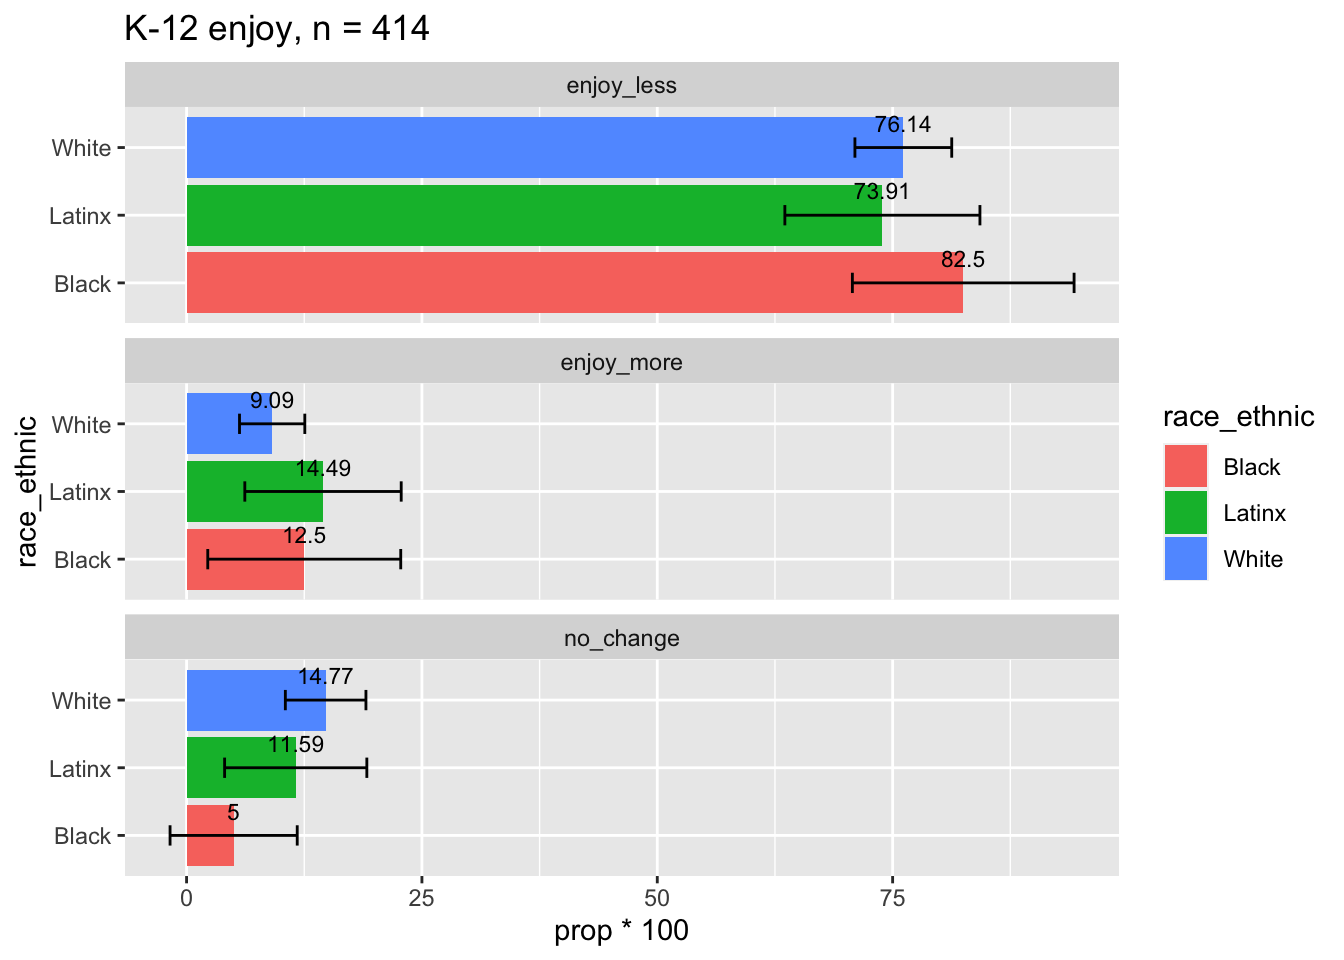 K-12 enjoy, n = 414
enjoy_less
White
76.14
Latinx
73.91
Black
82.5
enjoy_more
White
9.09
Latinx
14.49
Black
12.5
no_change
White
14.77
Latinx
11.59
Black
5
0 25 50 75
prop * 100
race_ethnic
race_ethnic
Black
Latinx
White